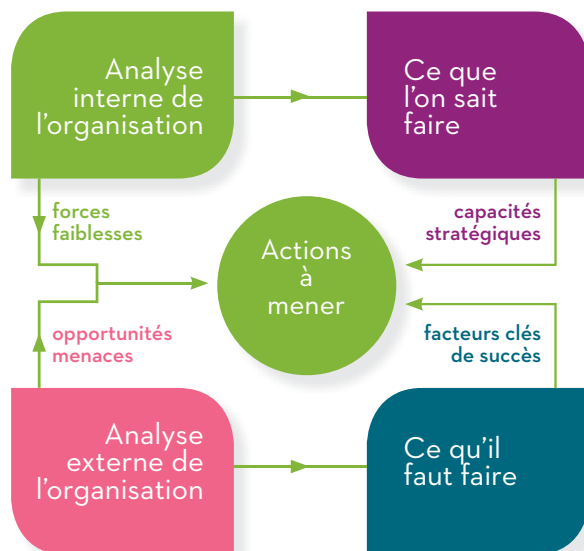 Analyse
interne de
l'organisation
Ce que
l'on sait
faire
forces
faiblesses
capacités
stratégiques
Actions
à
mener
opportunités
menaces
facteurs clés
de succès
Analyse
externe de
l'organisation
Ce qu'il
faut faire